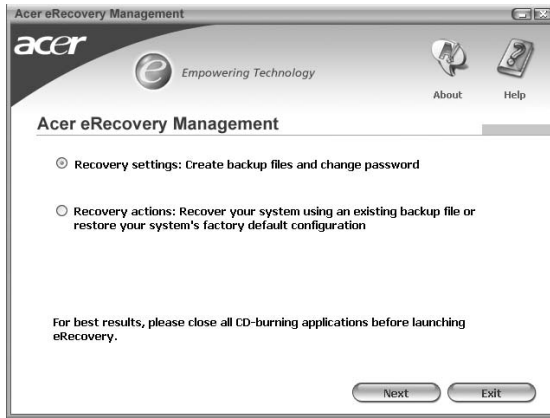 Acer eRecovery Management
acer
e
Empowering Technology
About
Help
Acer eRecovery Management
Recovery settings: Create backup files and change password
Recovery actions: Recover your system using an existing backup file or
restore your system's factory default configuration
For best results, please close all CD-burning applications before launching
eRecovery.
Next
Exit